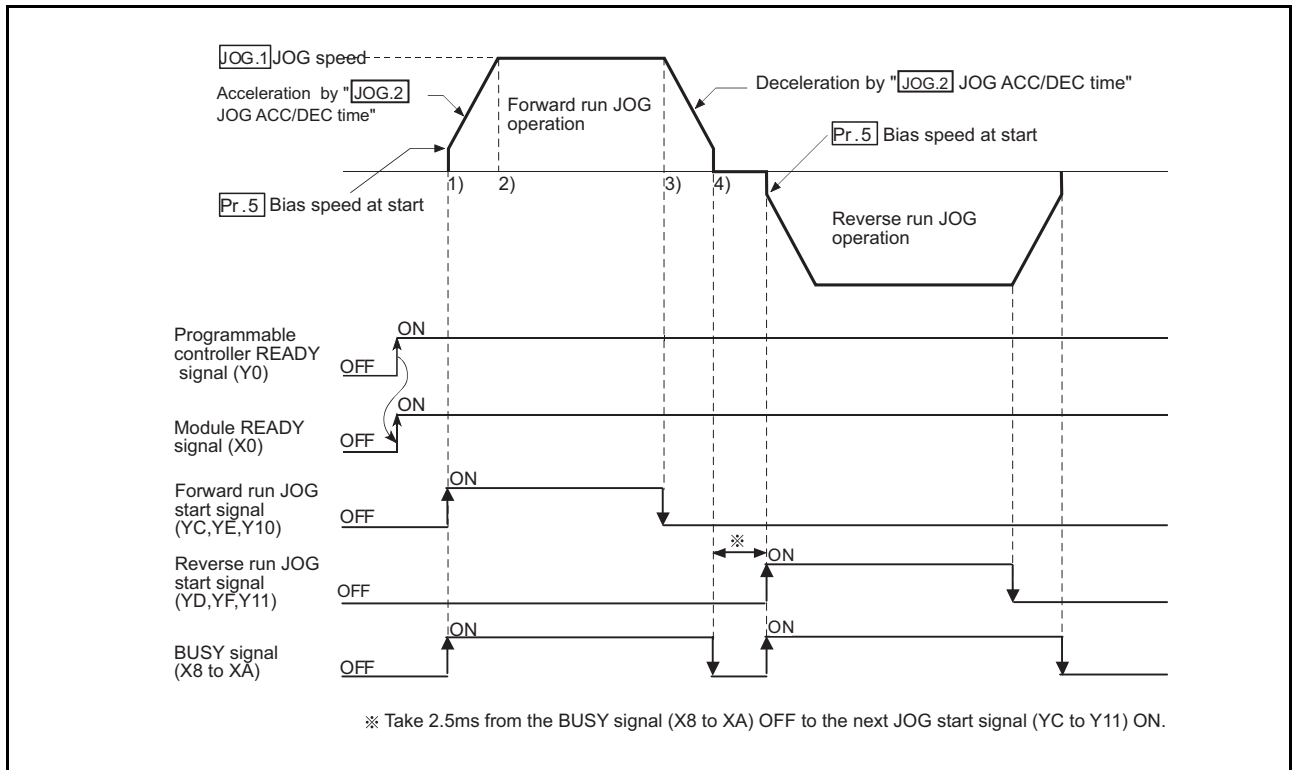 JOG.1 JOG speed
Acceleration by "JOG.2
JOG ACC/DEC time"
Forward run JOG
operation
Deceleration by "JOG.2 JOG ACC/DEC time"
Pr.5 Bias speed at start
1)
2)
3)
4)
Pr.5 Bias speed at start
Reverse run JOG
operation
Programmable
controller READY
signal (Y0)
OFF
ON
Module READY
signal (X0)
OFF
ON
Forward run JOG
start signal
(YC,YE,Y10)
OFF
ON
※
Reverse run JOG
start signal
(YD,YF,Y11)
OFF
ON
BUSY signal
(X8 to XA)
OFF
ON
ON
※ Take 2.5ms from the BUSY signal (X8 to XA) OFF to the next JOG start signal (YC to Y11) ON.